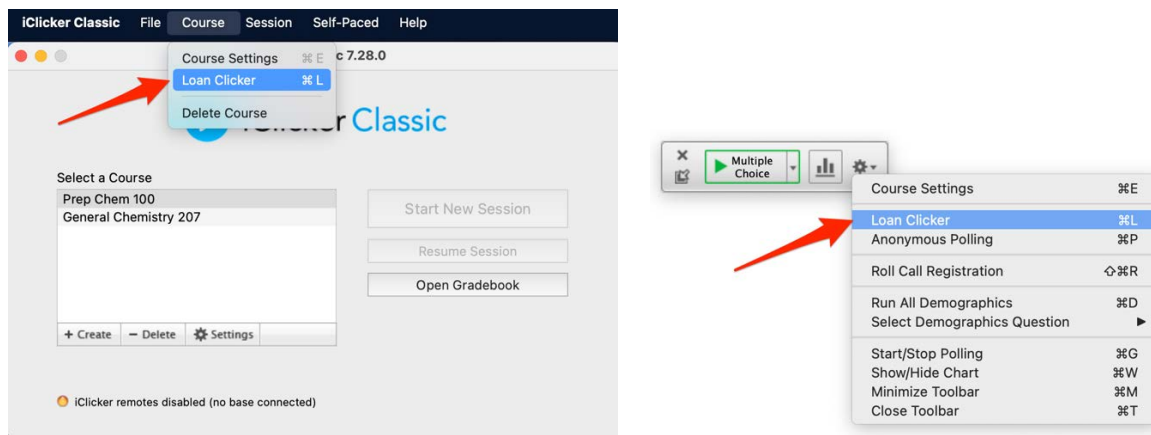 iClicker Classic File Course Session Self-Paced Help
c 7.28.0
Course Settings ⌘ E
Loan Clicker ⌘ L
Delete Course
r Classic
Select a Course
Prep Chem 100
General Chemistry 207
Start New Session
Resume Session
Open Gradebook
+ Create − Delete Settings
iClicker remotes disabled (no base connected)
Multiple
Choice
Course Settings ⌘E
Loan Clicker ⌘L
Anonymous Polling ⌘P
Roll Call Registration ⇧⌘R
Run All Demographics ⌘D
Select Demographics Question ▶
Start/Stop Polling ⌘G
Show/Hide Chart ⌘W
Minimize Toolbar ⌘M
Close Toolbar ⌘T